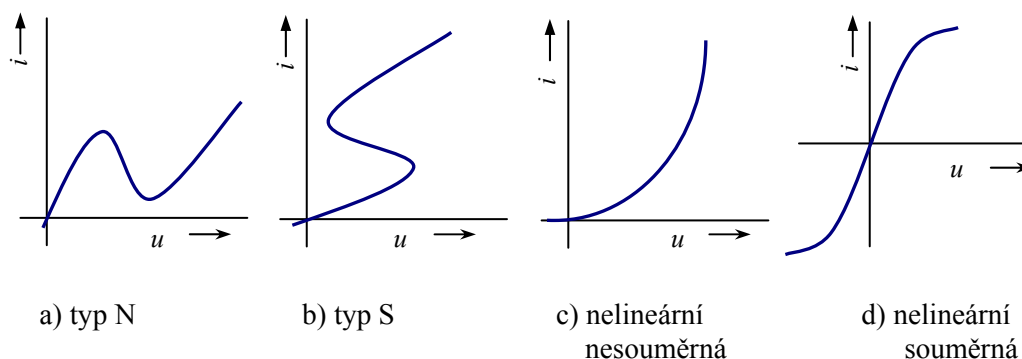 i
u
i
u
i
u
i
u
a) typ N
b) typ S
c) nelineární
nesouměrná
d) nelineární
souměrná